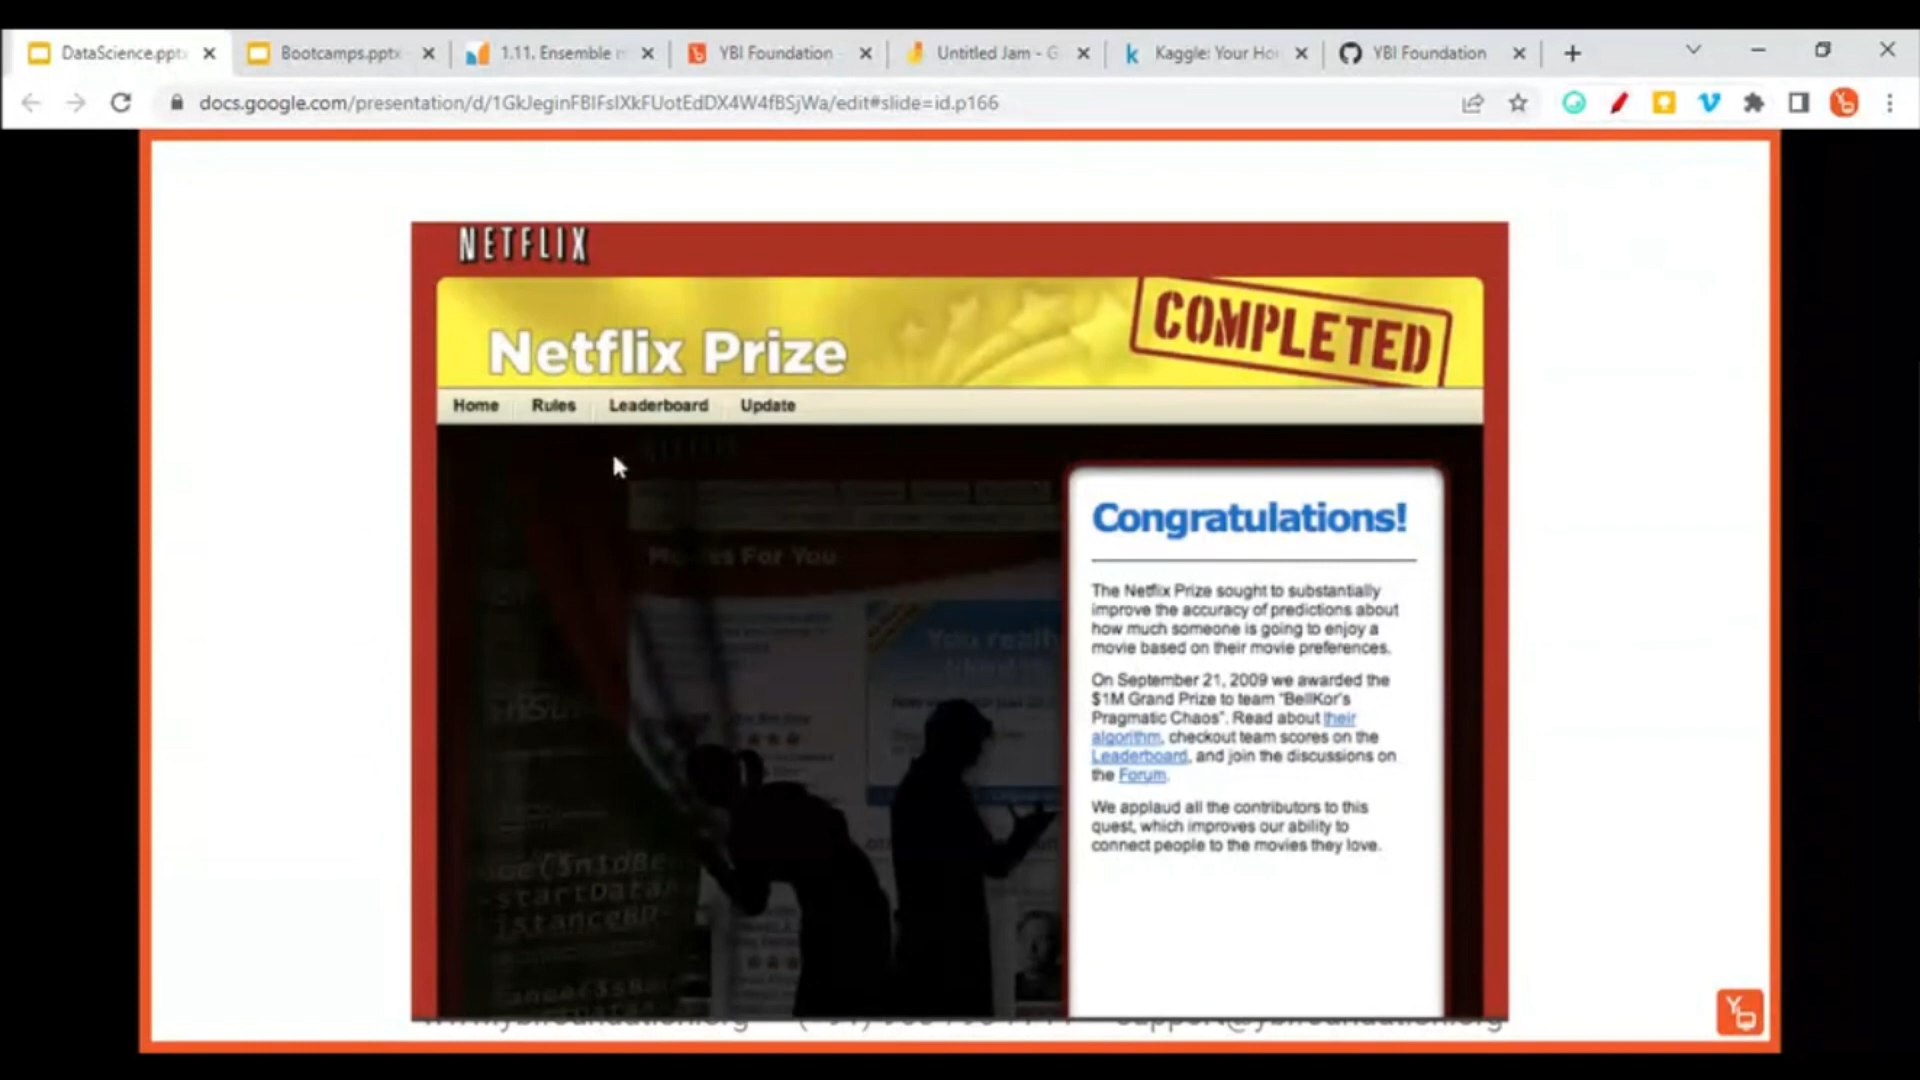 DataScience.pptx
Bootcamps.pptx
1.11. Ensemble
YBI Foundation
Untitled Jam - G
Kaggle: Your Ho
YBI Foundation
docs.google.com/presentation/d/1GkJeginFBIFsIXkFUotEdDX4W4fBSjWa/edit#slide=id.p166
NETFLIX
COMPLETED
Netflix Prize
Home Rules Leaderboard Update
Movies For You
You really
Congratulations!
The Netflix Prize sought to substantially
improve the accuracy of predictions about
how much someone is going to enjoy a
movie based on their movie preferences.
On September 21, 2009 we awarded the
$1M Grand Prize to team "BellKor's
Pragmatic Chaos". Read about their
algorithm, checkout team scores on the
Leaderboard, and join the discussions on
the Forum.
We applaud all the contributors to this
quest, which improves our ability to
connect people to the movies they love.